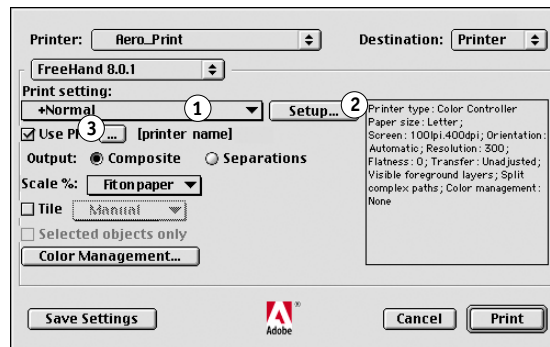 Printer: Aero_Print Destination: Printer
FreeHand 8.0.1
Print setting:
+Normal 1 Setup... 2
Use PP 3 ... [printer name]
Output: Composite Separations
Scale %: Fit on paper
Tile Manual
Selected objects only
Color Management...
Printer type: Color Controller
Paper size: Letter;
Screen: 100lpi.400dpi; Orientation:
Automatic; Resolution: 300;
Flatness: 0; Transfer: Unadjusted;
Visible foreground layers; Split
complex paths; Color management:
None
Save Settings Adobe ® Cancel Print